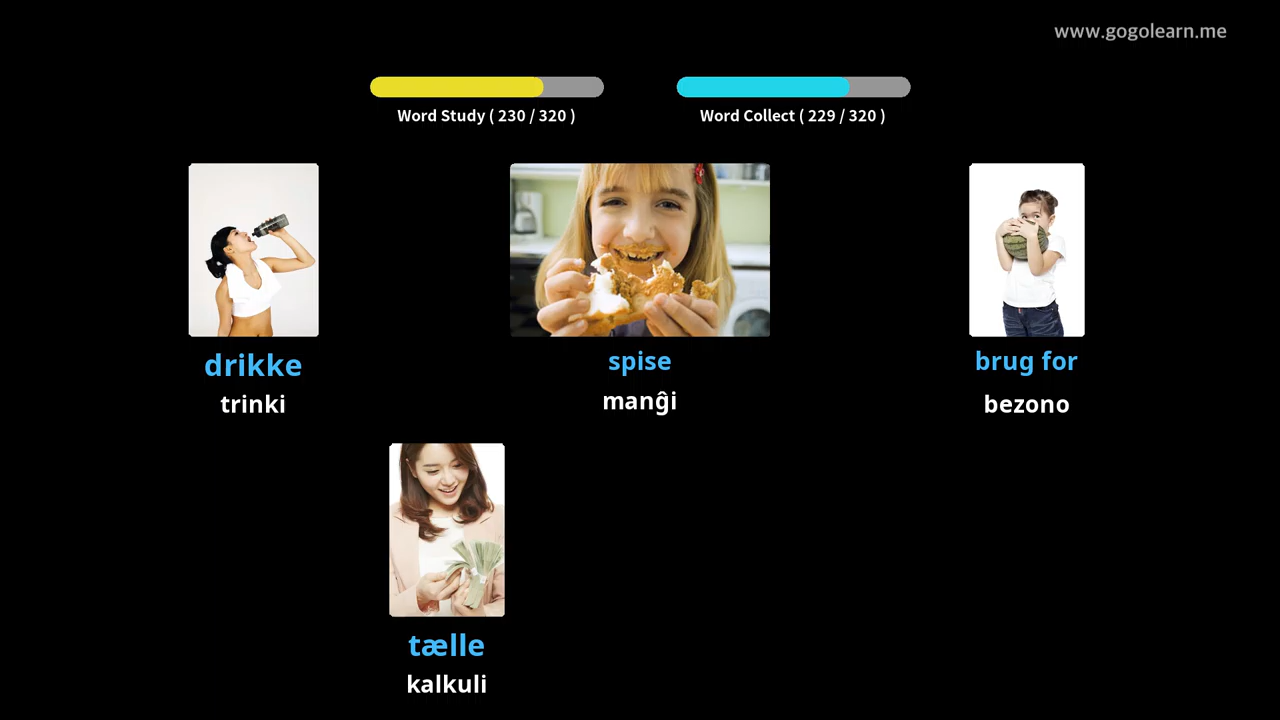 www.gogolearn.me
Word Study ( 230 / 320 )
Word Collect ( 229 / 320 )
drikke
trinki
spise
manĝi
brug for
bezono
tælle
kalkuli